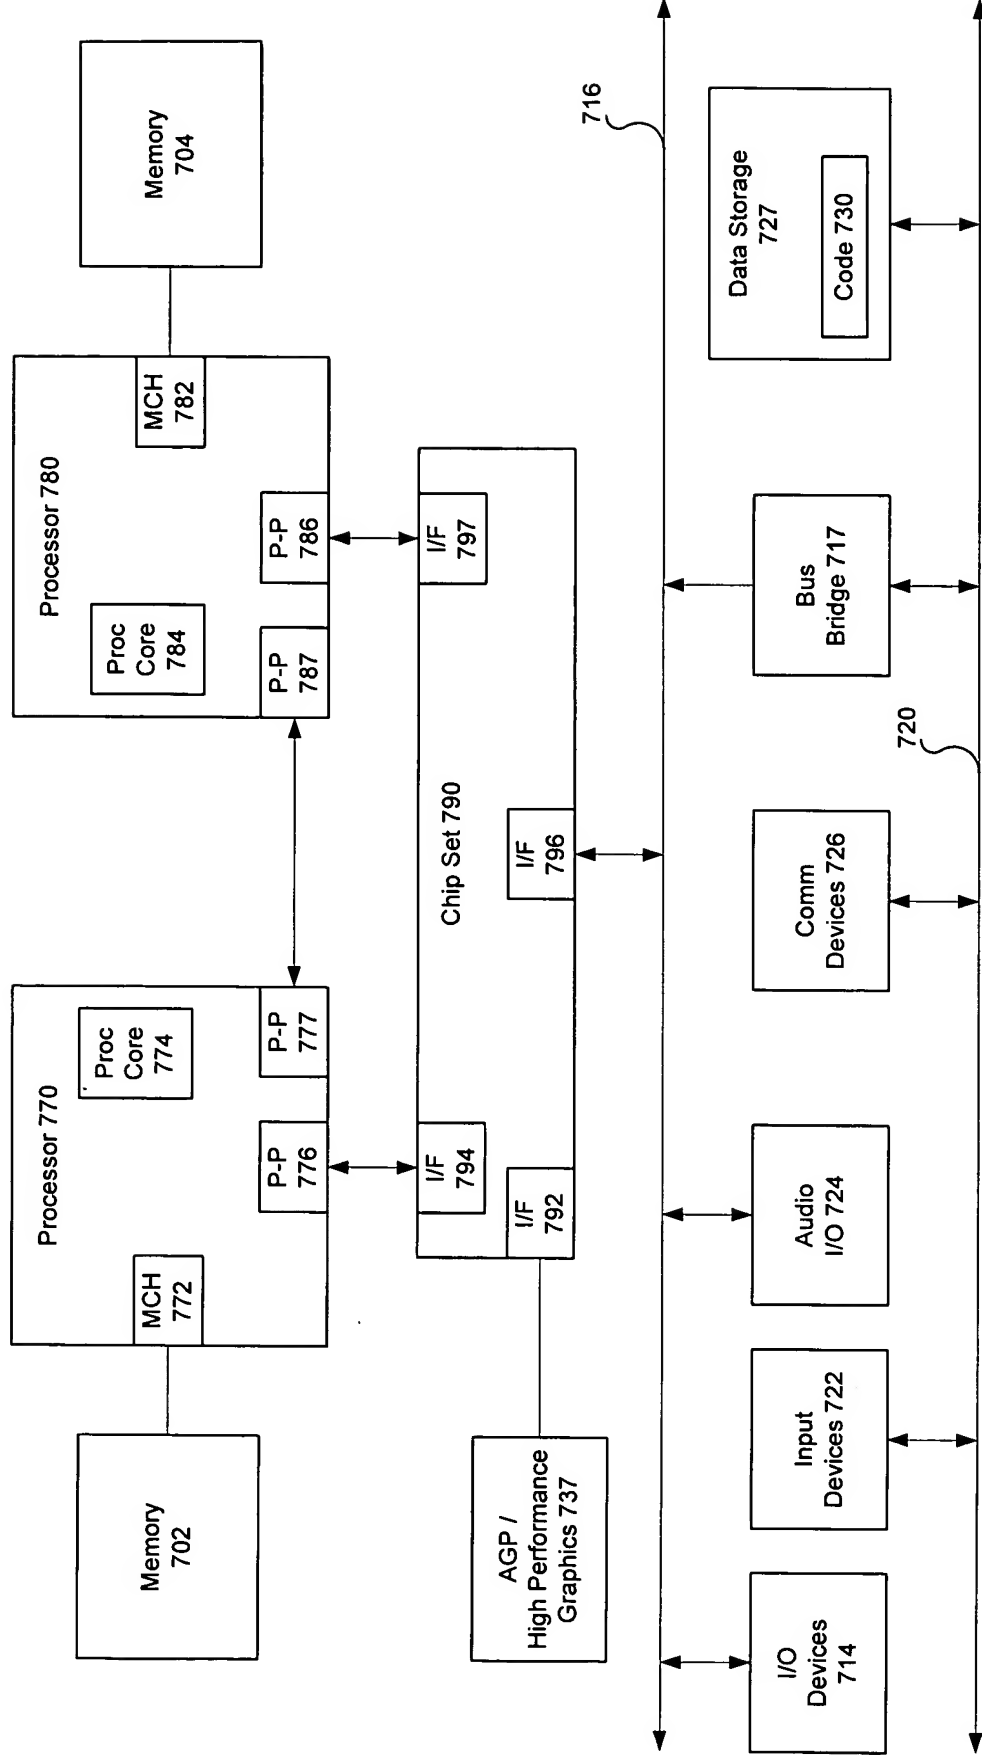 Memory
702
Processor 770
MCH
772
Proc
Core
774
P-P
776
P-P
777
Processor 780
Proc
Core
784
P-P
787
P-P
786
MCH
782
Memory
704
AGP /
High Performance
Graphics 737
Chip Set 790
I/F
794
I/F
792
I/F
796
I/F
797
716
I/O
Devices
714
Input
Devices 722
Audio
I/O 724
Comm
Devices 726
Bus
Bridge 717
Data Storage
727
Code 730
720